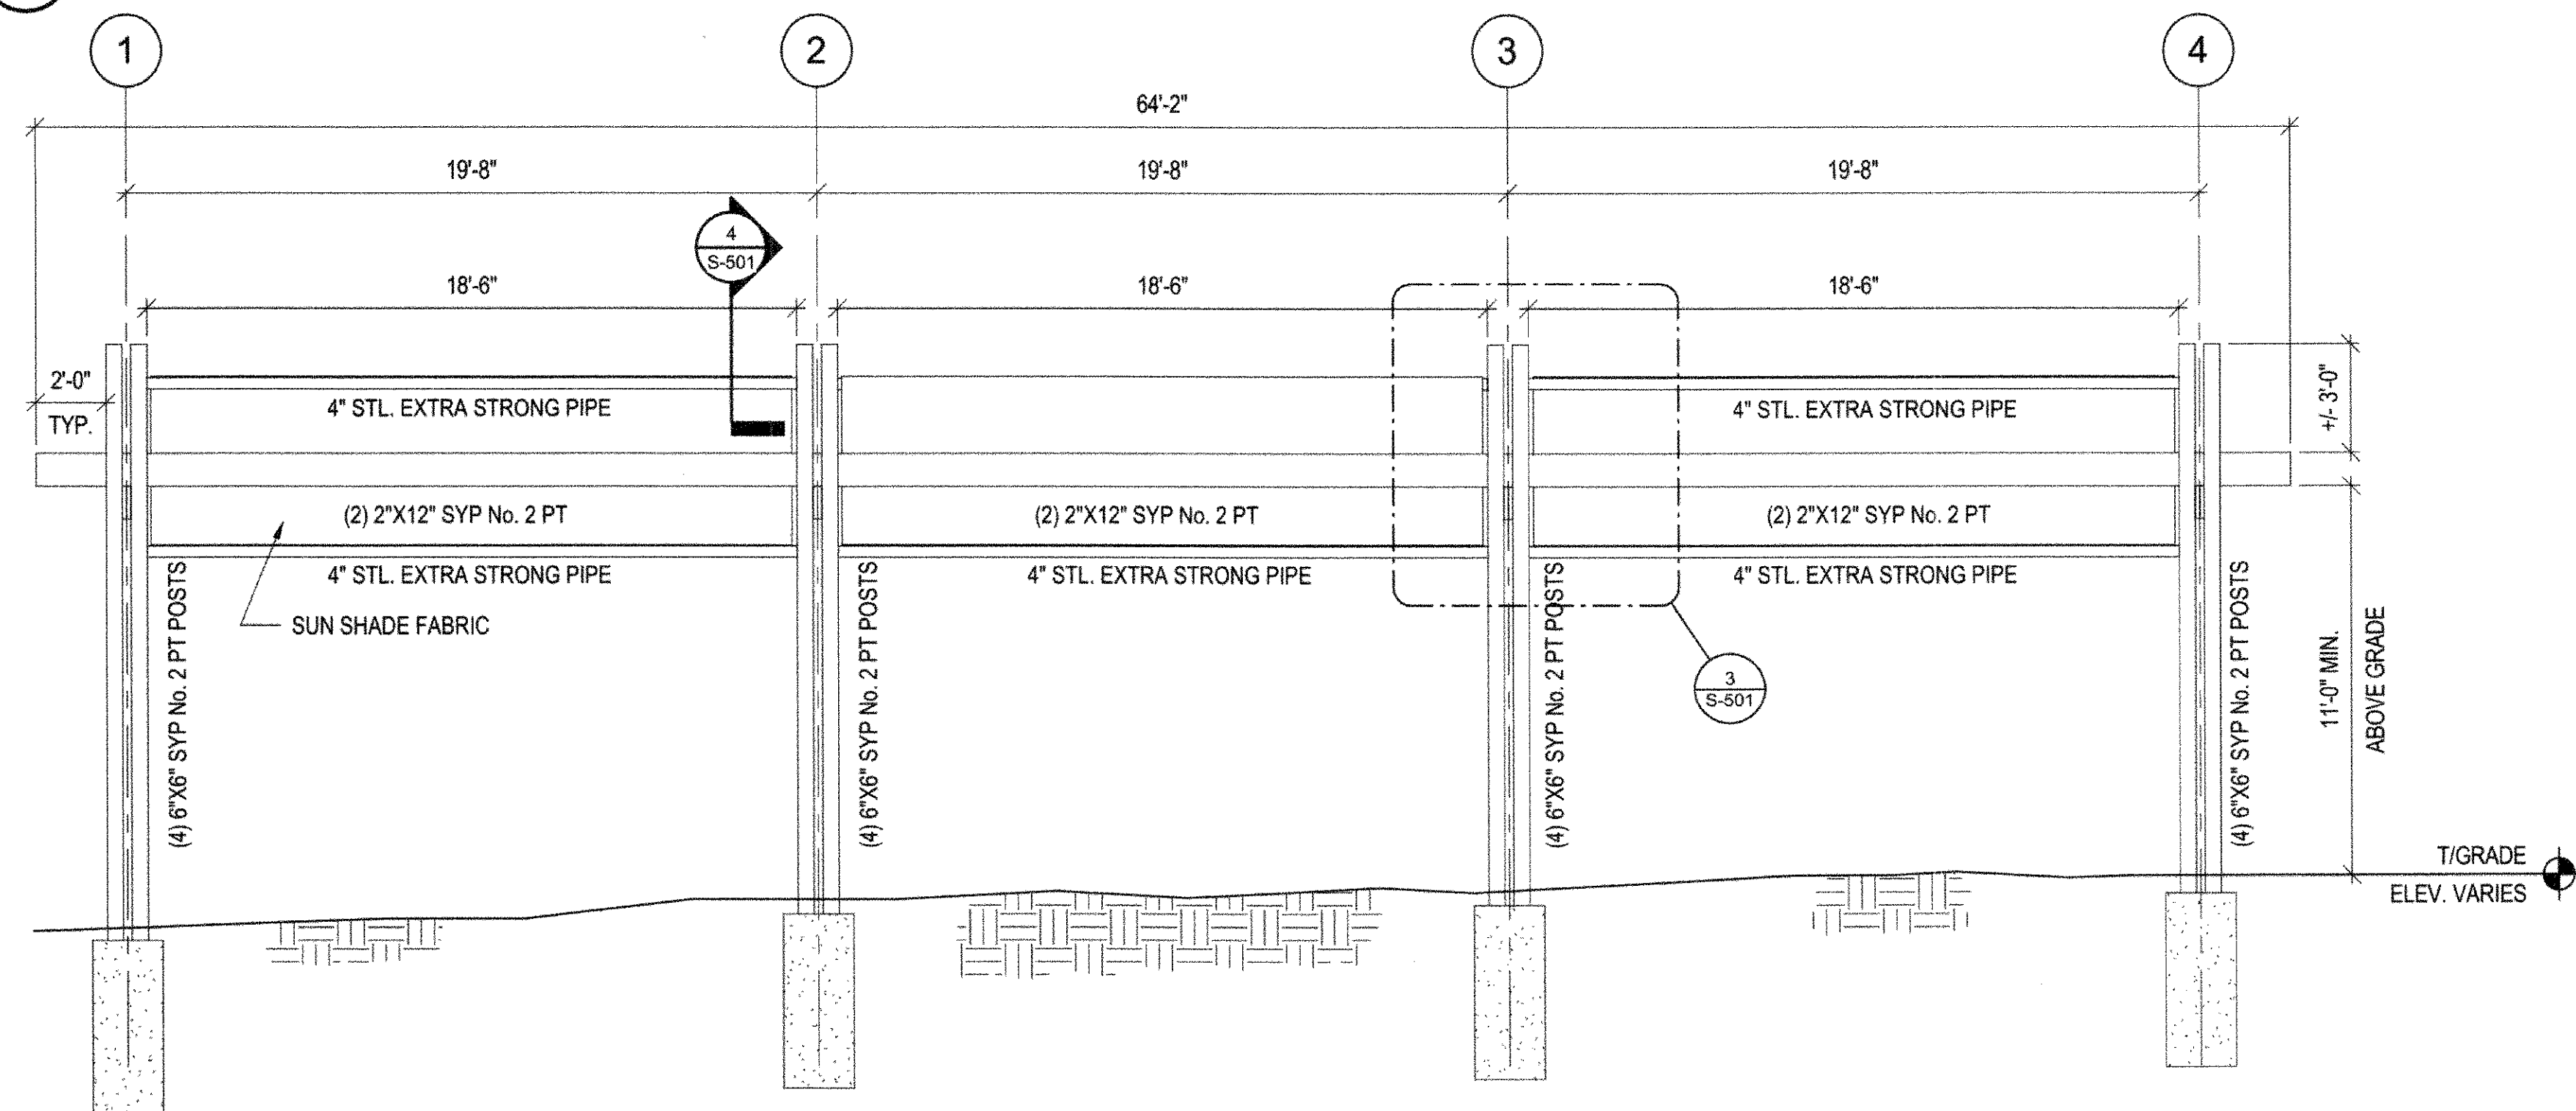 1
2
3
4
64'-2"
19'-8"
19'-8"
19'-8"
4
S-501
18'-6"
18'-6"
18'-6"
2'-0"
TYP.
4" STL. EXTRA STRONG PIPE
4" STL. EXTRA STRONG PIPE
+/- 3'-0"
(2) 2"X12" SYP No. 2 PT
(2) 2"X12" SYP No. 2 PT
(2) 2"X12" SYP No. 2 PT
4" STL. EXTRA STRONG PIPE
4" STL. EXTRA STRONG PIPE
4" STL. EXTRA STRONG PIPE
SUN SHADE FABRIC
(4) 6"X6" SYP No. 2 PT POSTS
(4) 6"X6" SYP No. 2 PT POSTS
(4) 6"X6" SYP No. 2 PT POSTS
(4) 6"X6" SYP No. 2 PT POSTS
3
S-501
11'-0" MIN.
ABOVE GRADE
T/GRADE
ELEV. VARIES